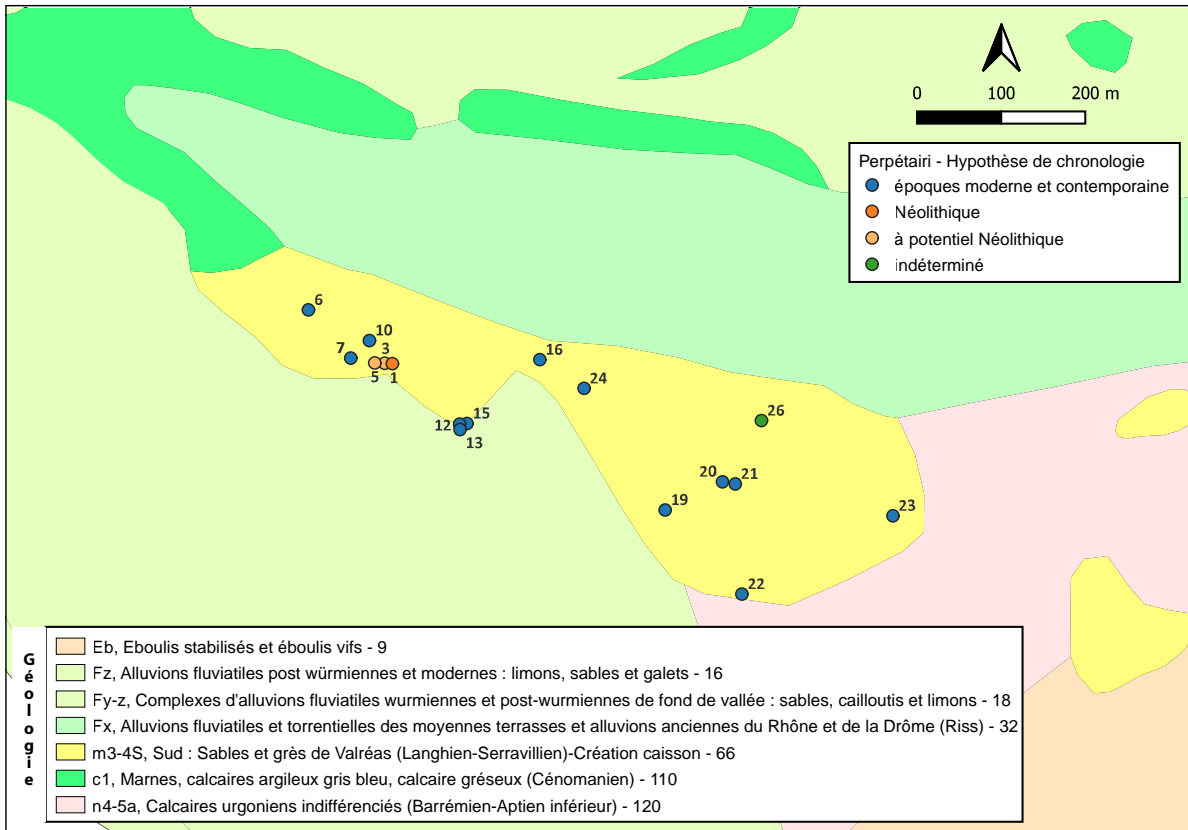 0 100 200 m
Perpétairi - Hypothèse de chronologie
époques moderne et contemporaine
Néolithique
à potentiel Néolithique
indéterminé
6
10
7
3
5
1
16
24
15
12
13
26
20
21
19
23
22
Géologie
Eb, Eboulis stabilisés et éboulis vifs - 9
Fz, Alluvions fluviatiles post würmiennes et modernes : limons, sables et galets - 16
Fy-z, Complexes d'alluvions fluviatiles wurmiennes et post-wurmiennes de fond de vallée : sables, cailloutis et limons - 18
Fx, Alluvions fluviatiles et torrentielles des moyennes terrasses et alluvions anciennes du Rhône et de la Drôme (Riss) - 32
m3-4S, Sud : Sables et grès de Valréas (Langhien-Serravillien)-Création caisson - 66
c1, Marnes, calcaires argileux gris bleu, calcaire gréseux (Cénomanien) - 110
n4-5a, Calcaires urgoniens indifférenciés (Barrémien-Aptien inférieur) - 120